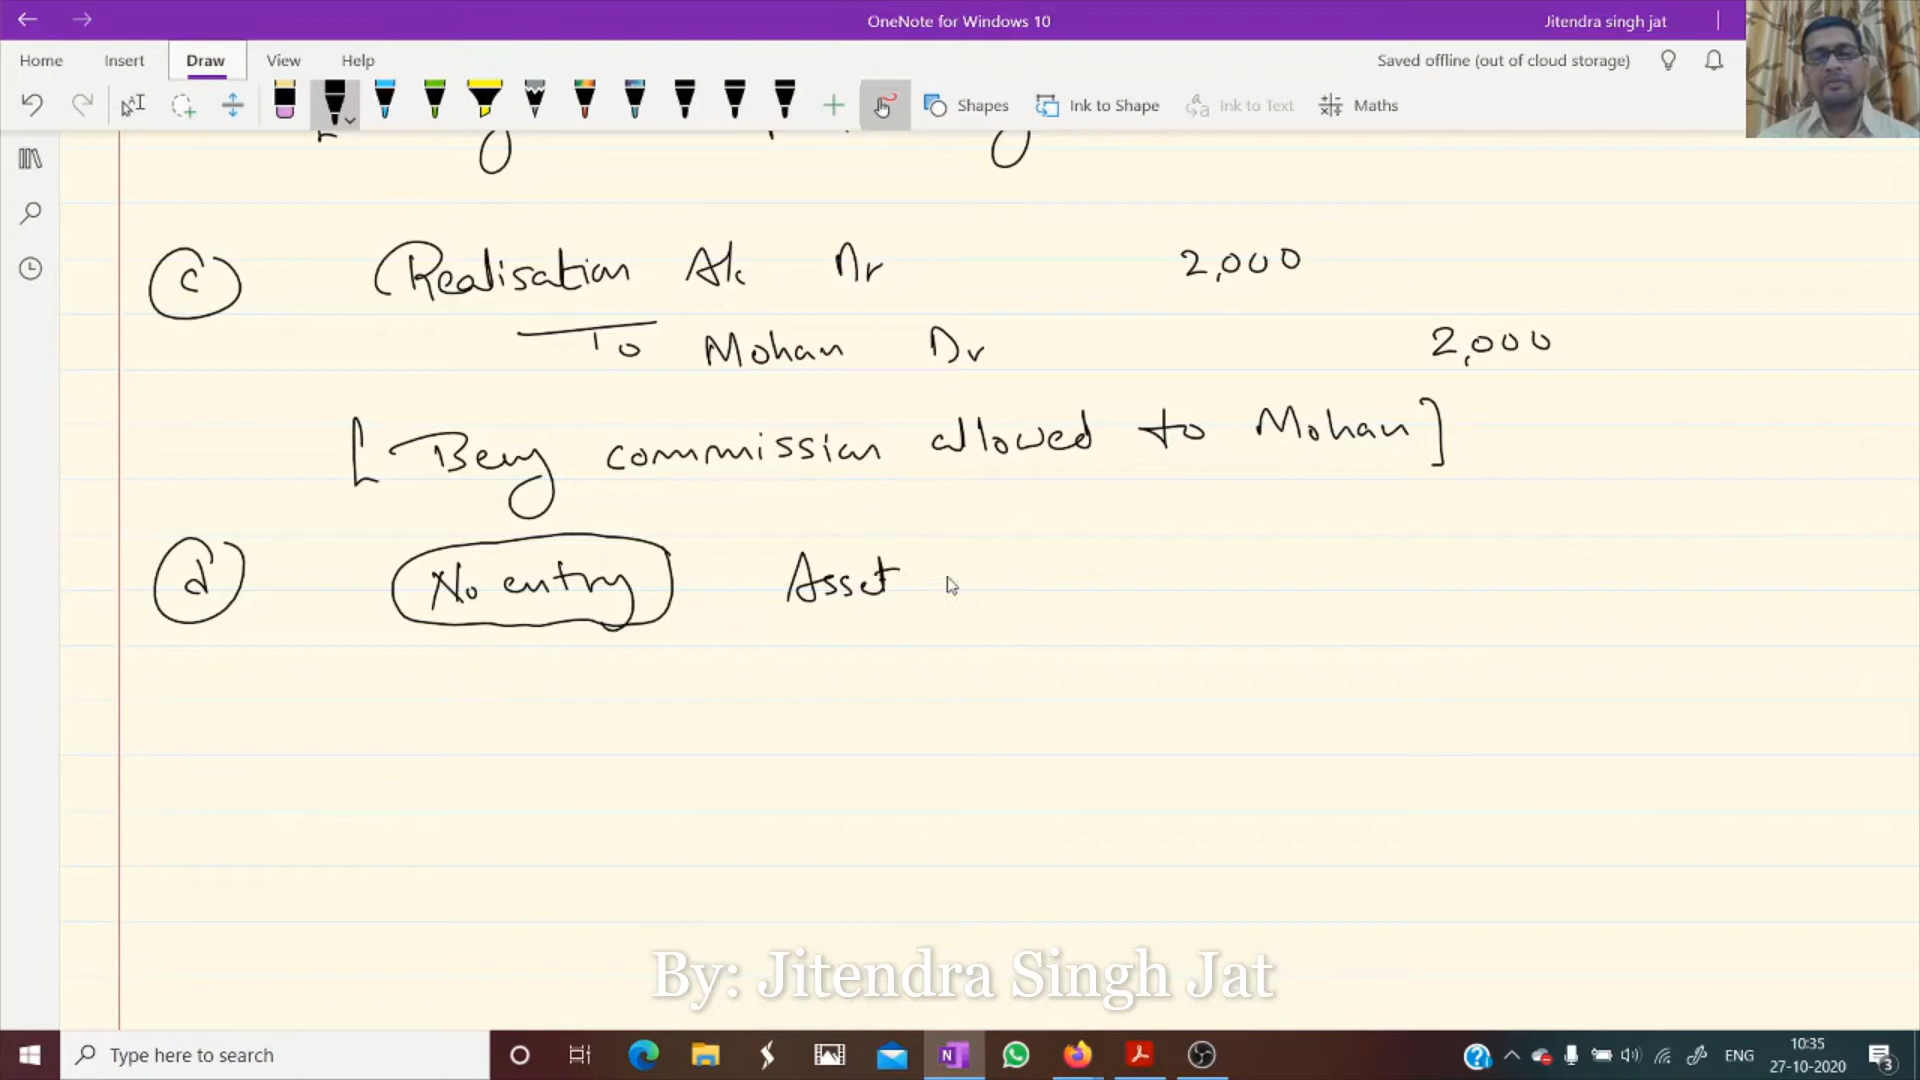 OneNote for Windows 10
Jitendra singh jat
Home Insert Draw View Help
Saved offline (out of cloud storage)
Shapes Ink to Shape Ink to Text Maths
C Realisation A/c Dr 2,000
To Mohan Dr 2,000
[Being commission allowed to Mohan]
d No entry Asset
By: Jitendra Singh Jat
Type here to search
ENG
10:35
27-10-2020
3